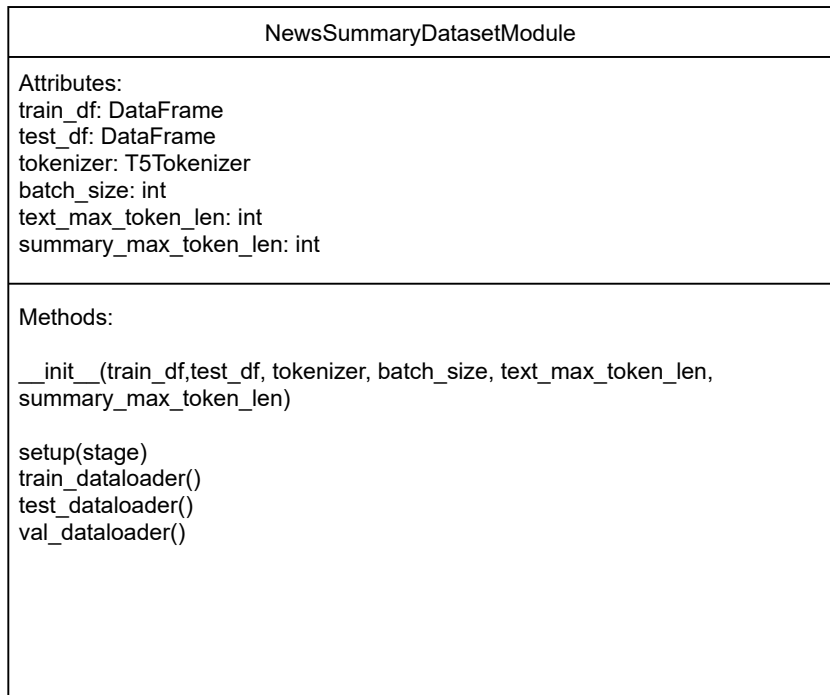 NewsSummaryDatasetModule
Attributes:
train_df: DataFrame
test_df: DataFrame
tokenizer: T5Tokenizer
batch_size: int
text_max_token_len: int
summary_max_token_len: int
Methods:
__init__(train_df,test_df, tokenizer, batch_size, text_max_token_len,
summary_max_token_len)
setup(stage)
train_dataloader()
test_dataloader()
val_dataloader()